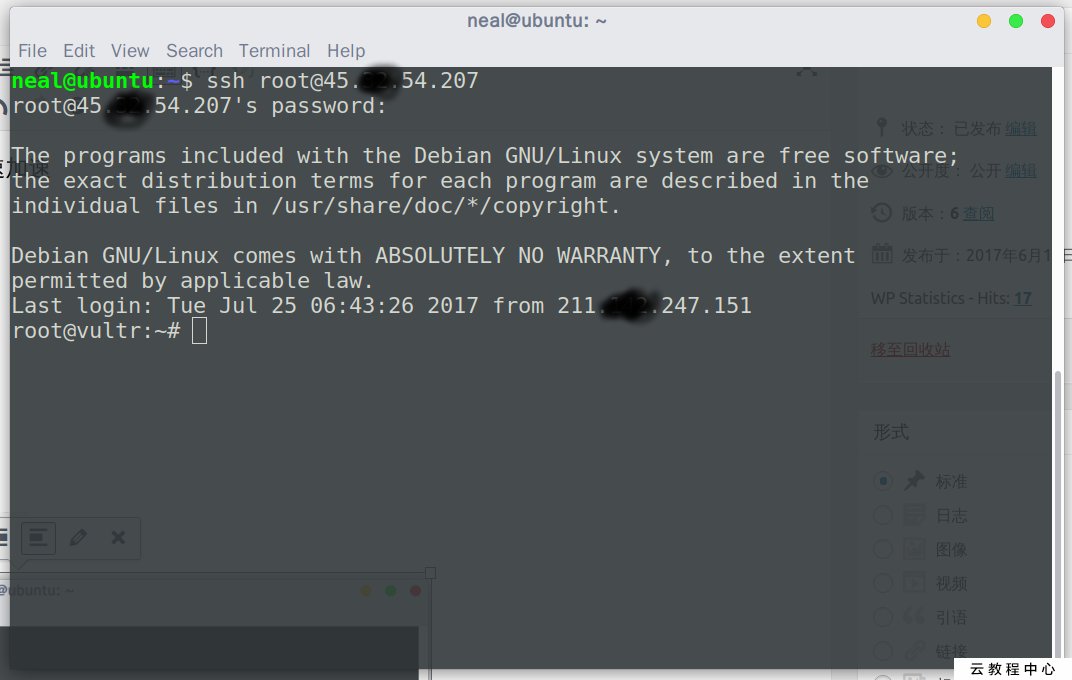 neal@ubuntu: ~
File Edit View Search Terminal Help
neal@ubuntu:~$ ssh root@45. .54.207
root@45. .54.207's password:
The programs included with the Debian GNU/Linux system are free software;
the exact distribution terms for each program are described in the
individual files in /usr/share/doc/*/copyright.
Debian GNU/Linux comes with ABSOLUTELY NO WARRANTY, to the extent
permitted by applicable law.
Last login: Tue Jul 25 06:43:26 2017 from 211. .247.151
root@vultr:~#
状态： 已发布 编辑
公开度： 公开 编辑
版本：6 查阅
发布于：2017年6月1
WP Statistics - Hits: 17
移至回收站
形式
标准
日志
图像
视频
引语
链接
@ubuntu: ~
云教程中心